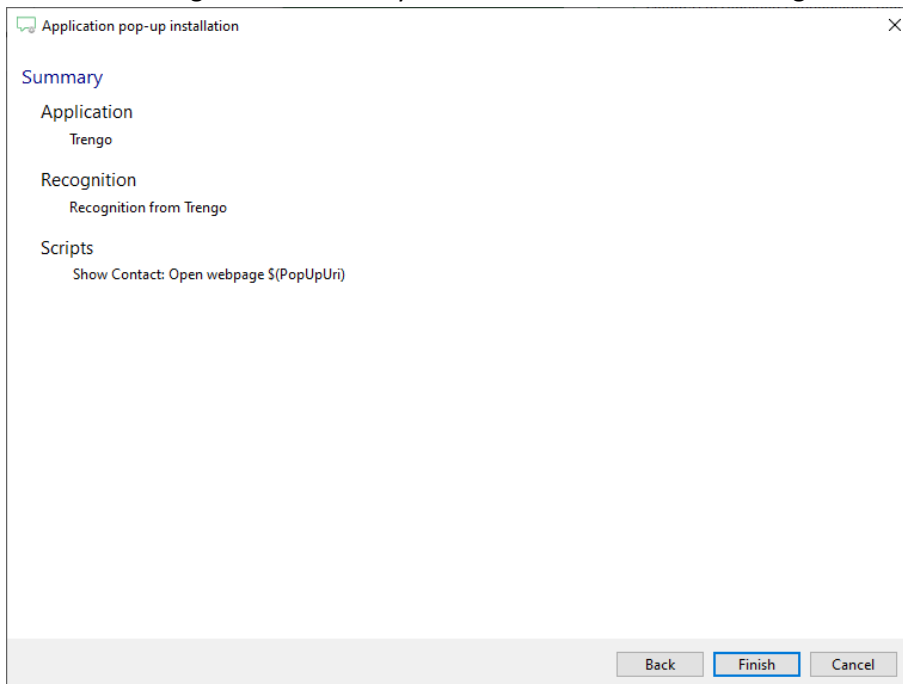 Application pop-up installation
Summary
Application
Trengo
Recognition
Recognition from Trengo
Scripts
Show Contact: Open webpage $(PopUpUri)
Back Finish Cancel